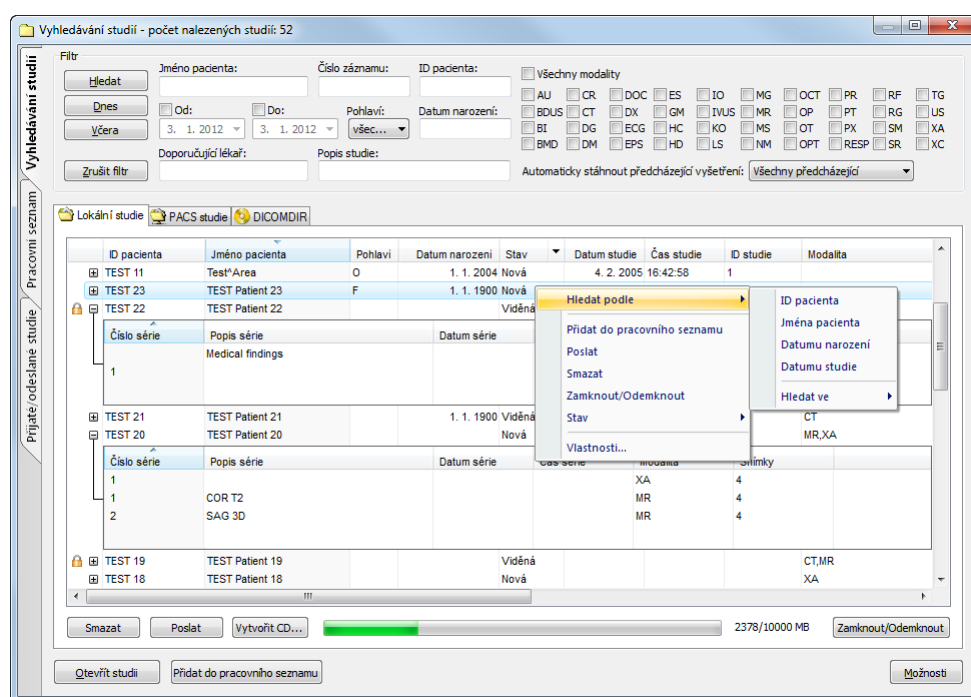 Vyhledávání studií - počet nalezených studií: 52
Vyhledávání studií
Pracovní seznam
Přijaté/odeslané studie
Filtr
Hledat
Dnes
Včera
Zrušit filtr
Jméno pacienta:
Číslo záznamu:
ID pacienta:
Od:
Do:
Pohlaví:
Datum narození:
3. 1. 2012
3. 1. 2012
všec...
Doporučující lékař:
Popis studie:
Všechny modality
AU CR DOC ES IO MG OCT PR RF TG
BDUS CT DX GM IVUS MR OP PT RG US
BI DG ECG HC KO MS OT PX SM XA
BMD DM EPS HD LS NM OPT RESP SR XC
Automaticky stáhnout předcházející vyšetření: Všechny předcházející
Lokální studie PACS studie DICOMDIR
ID pacienta Jméno pacienta Pohlaví Datum narození Stav Datum studie Čas studie ID studie Modalita
TEST 11 Test^Area O 1. 1. 2004 Nová 4. 2. 2005 16:42:58 1
TEST 23 TEST Patient 23 F 1. 1. 1900 Nová
TEST 22 TEST Patient 22 Viděná
Číslo série Popis série Datum série
Medical findings
1
TEST 21 TEST Patient 21 1. 1. 1900 Viděná CT
TEST 20 TEST Patient 20 Nová MR,XA
Číslo série Popis série Datum série Čas série Modalita Snímky
1 XA 4
1 COR T2 MR 4
2 SAG 3D MR 4
TEST 19 TEST Patient 19 Viděná CT,MR
TEST 18 TEST Patient 18 Nová XA
Hledat podle
Přidat do pracovního seznamu
Poslat
Smazat
Zamknout/Odemknout
Stav
Vlastnosti...
ID pacienta
Jména pacienta
Datumu narození
Datumu studie
Hledat ve
Smazat Poslat Vytvořit CD... 2378/10000 MB Zamknout/Odemknout
Otevřít studii Přidat do pracovního seznamu Možnosti